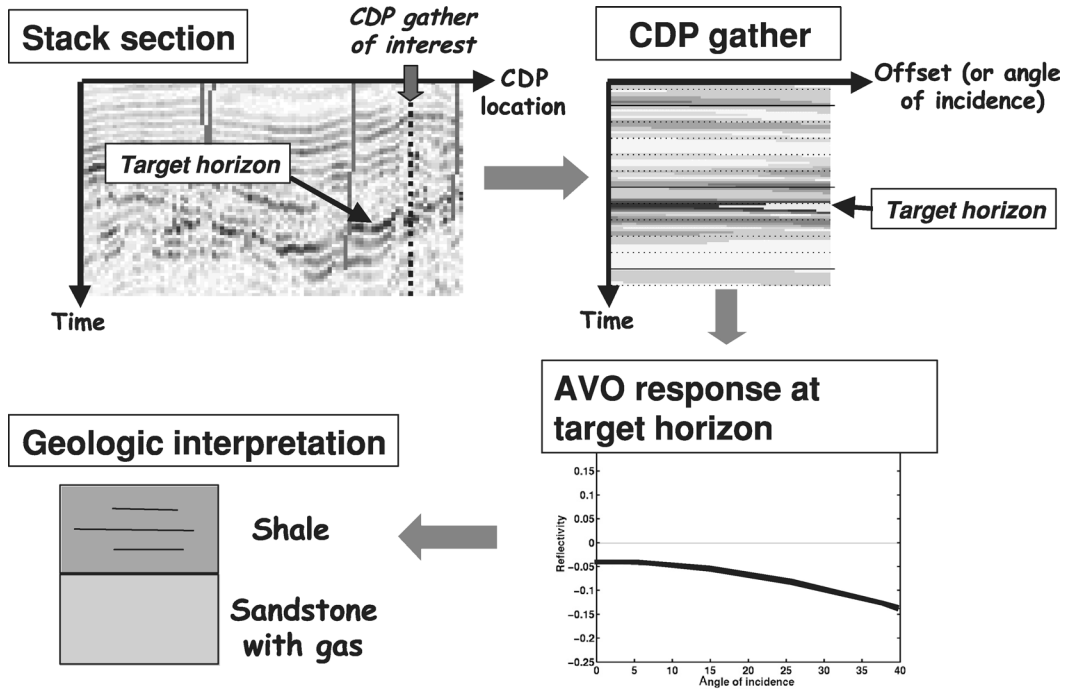 Stack section
CDP gather
of interest
CDP
location
Target horizon
Time
CDP gather
Offset (or angle
of incidence)
Target horizon
Time
AVO response at
target horizon
0.15
0.1
0.05
0
−0.05
−0.1
−0.15
−0.2
−0.25
Reflectivity
0 5 10 15 20 25 30 35 40
Angle of incidence
Geologic interpretation
Shale
Sandstone
with gas